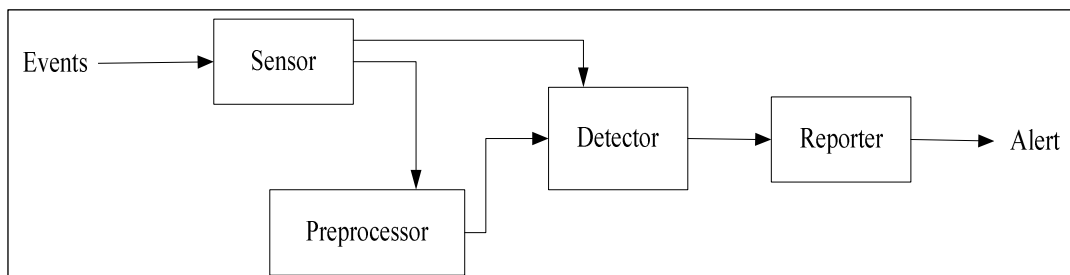 Events
Sensor
Detector
Reporter
Alert
Preprocessor